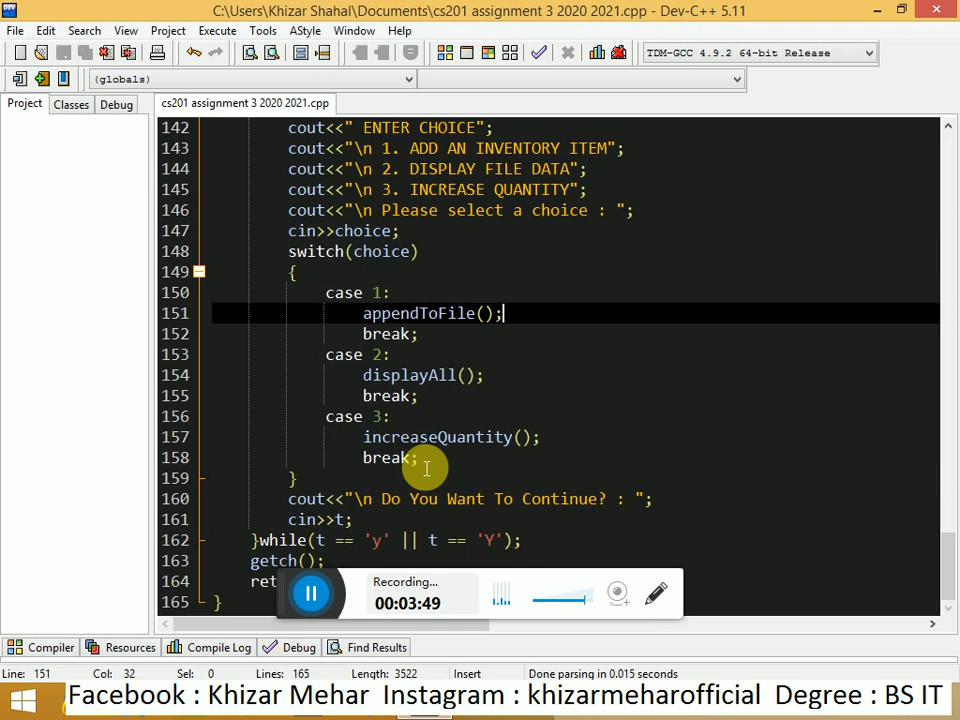 C:\Users\Khizar Shahal\Documents\cs201 assignment 3 2020 2021.cpp - Dev-C++ 5.11
File Edit Search View Project Execute Tools AStyle Window Help
TDM-GCC 4.9.2 64-bit Release
(globals)
Project Classes Debug
cs201 assignment 3 2020 2021.cpp
142 cout<<" ENTER CHOICE";
143 cout<<"\n 1. ADD AN INVENTORY ITEM";
144 cout<<"\n 2. DISPLAY FILE DATA";
145 cout<<"\n 3. INCREASE QUANTITY";
146 cout<<"\n Please select a choice : ";
147 cin>>choice;
148 switch(choice)
149 {
150 case 1:
151 appendToFile();
152 break;
153 case 2:
154 displayAll();
155 break;
156 case 3:
157 increaseQuantity();
158 break;
159 }
160 cout<<"\n Do You Want To Continue? : ";
161 cin>>t;
162 }while(t == 'y' || t == 'Y');
163 getch();
164 ret
165 }
Recording...
00:03:49
Compiler Resources Compile Log Debug Find Results
Line: 151 Col: 32 Sel: 0 Lines: 165 Length: 3522 Insert Done parsing in 0.015 seconds
Facebook : Khizar Mehar Instagram : khizarmeharofficial Degree : BS IT